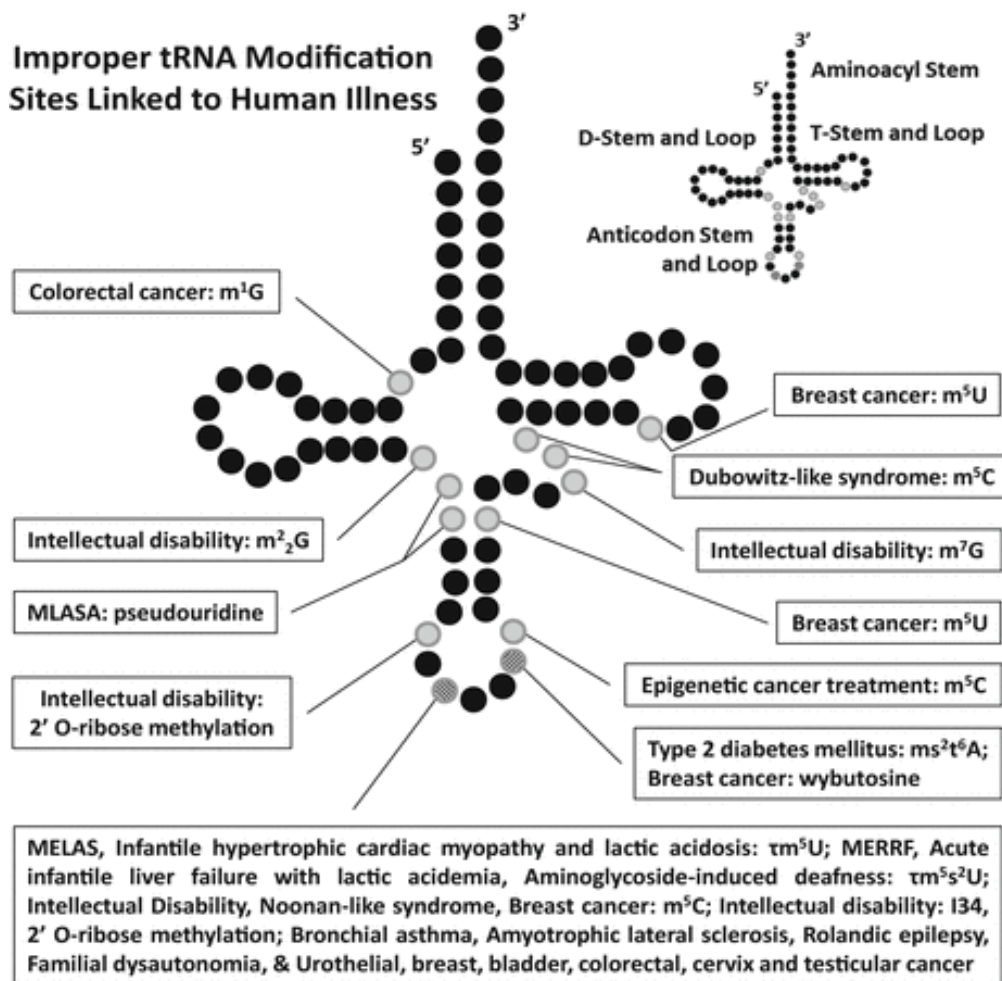 Improper tRNA Modification
Sites Linked to Human Illness
3′
5′
3′
5′
Aminoacyl Stem
D-Stem and Loop
T-Stem and Loop
Anticodon Stem
and Loop
Colorectal cancer: m¹G
Breast cancer: m⁵U
Dubowitz-like syndrome: m⁵C
Intellectual disability: m²₂G
Intellectual disability: m⁷G
MLASA: pseudouridine
Breast cancer: m⁵U
Intellectual disability:
2′ O-ribose methylation
Epigenetic cancer treatment: m⁵C
Type 2 diabetes mellitus: ms²t⁶A;
Breast cancer: wybutosine
MELAS, Infantile hypertrophic cardiac myopathy and lactic acidosis: τm⁵U; MERRF, Acute
infantile liver failure with lactic acidemia, Aminoglycoside-induced deafness: τm⁵s²U;
Intellectual Disability, Noonan-like syndrome, Breast cancer: m⁵C; Intellectual disability: I34,
2′ O-ribose methylation; Bronchial asthma, Amyotrophic lateral sclerosis, Rolandic epilepsy,
Familial dysautonomia, & Urothelial, breast, bladder, colorectal, cervix and testicular cancer